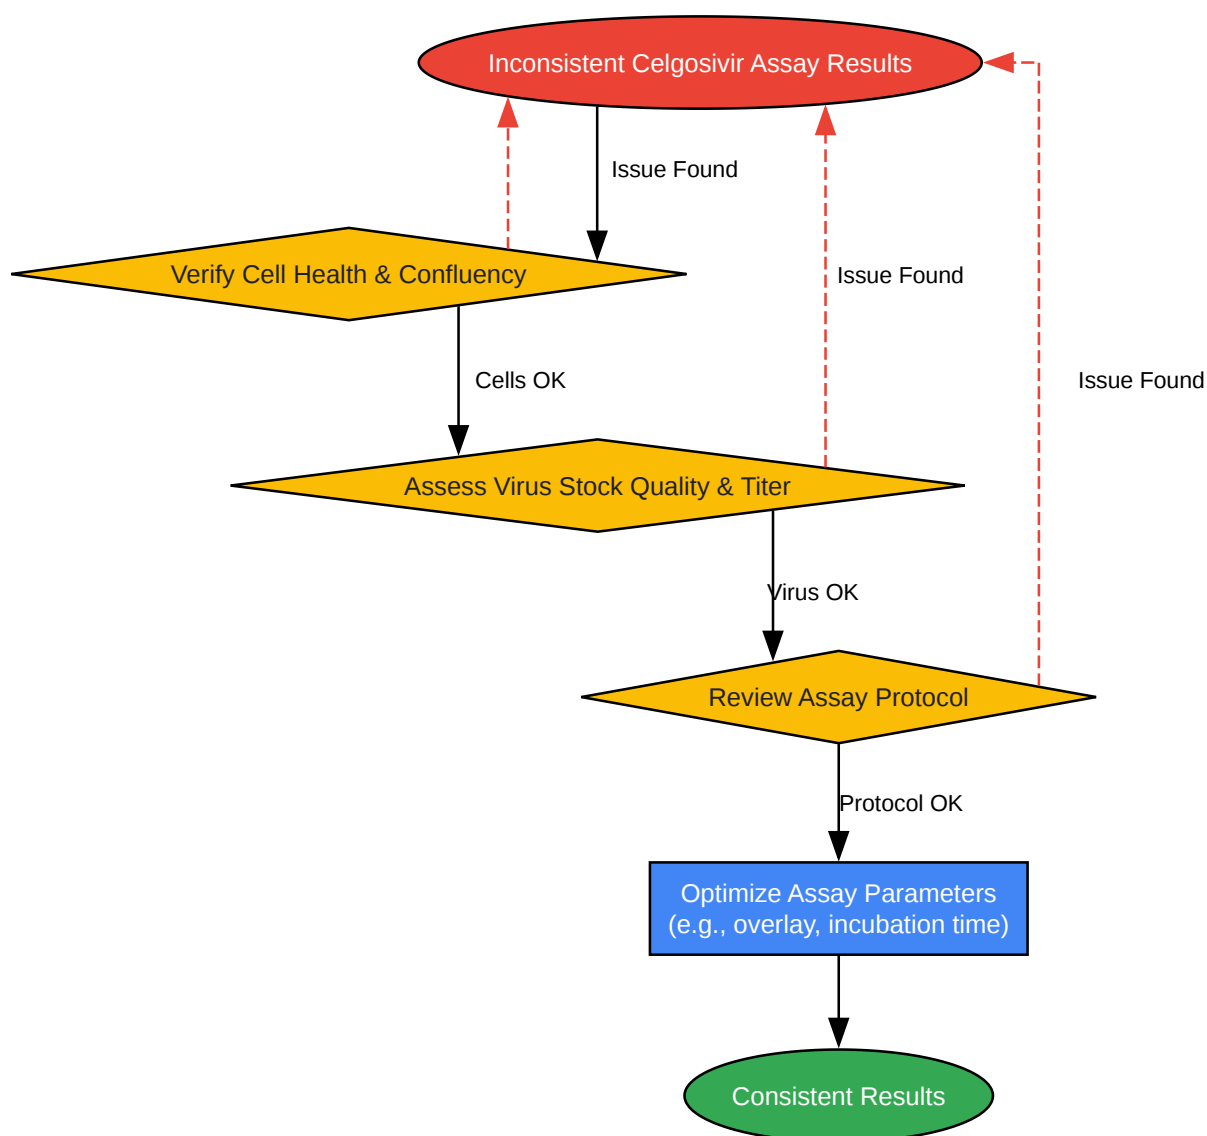 Inconsistent Celgosivir Assay Results
Issue Found
Verify Cell Health & Confluency
Issue Found
Cells OK
Issue Found
Assess Virus Stock Quality & Titer
Virus OK
Review Assay Protocol
Protocol OK
Optimize Assay Parameters
(e.g., overlay, incubation time)
Consistent Results